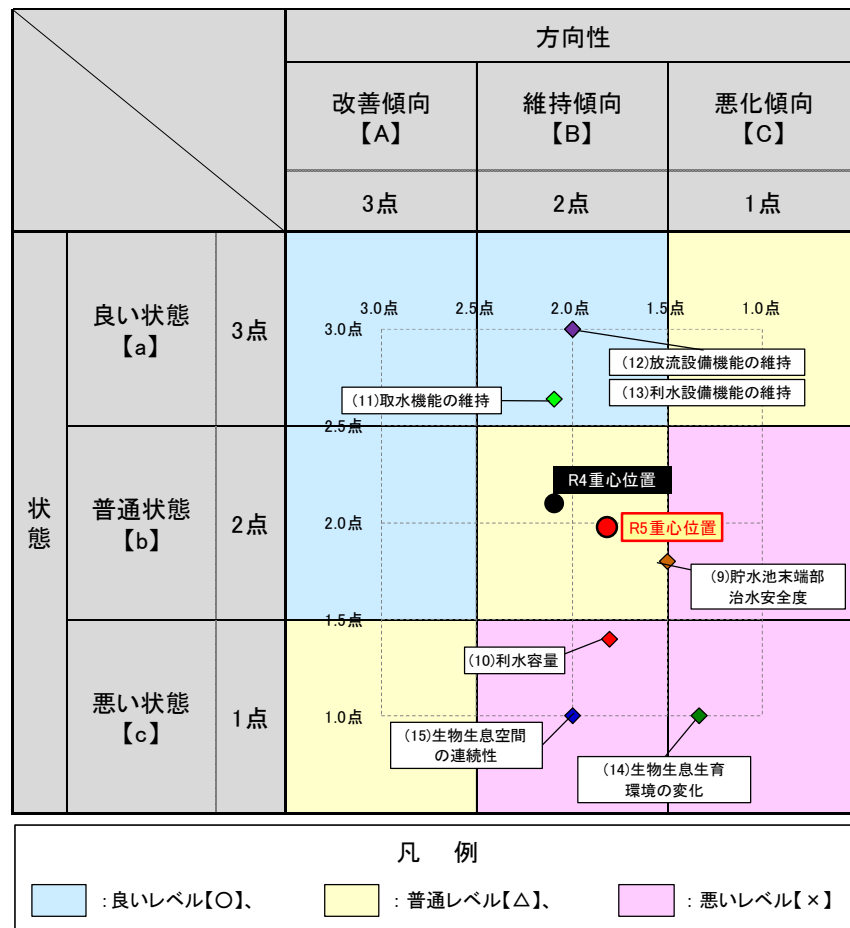 方向性
改善傾向
【A】
維持傾向
【B】
悪化傾向
【C】
3点
2点
1点
状
態
良い状態
【a】
3点
普通状態
【b】
2点
悪い状態
【c】
1点
3.0点
2.5点
2.0点
1.5点
1.0点
3.0点
2.5点
2.0点
1.5点
1.0点
(12)放流設備機能の維持
(13)利水設備機能の維持
(11)取水機能の維持
R4重心位置
R5重心位置
(9)貯水池末端部
治水安全度
(10)利水容量
(15)生物生息空間
の連続性
(14)生物生息生育
環境の変化
凡 例
：良いレベル【〇】、
：普通レベル【△】、
：悪いレベル【×】